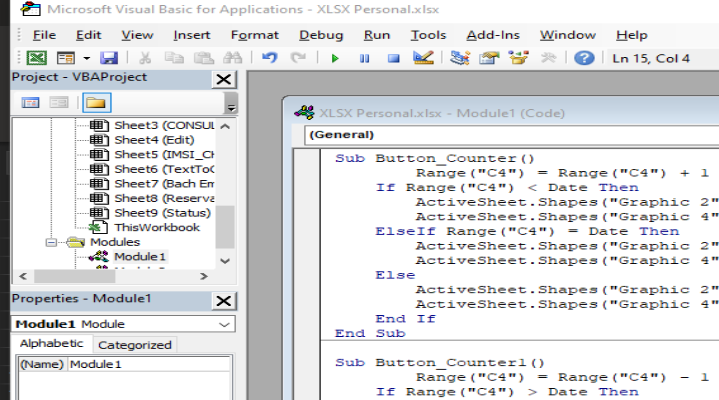 Microsoft Visual Basic for Applications - XLSX Personal.xlsx
File Edit View Insert Format Debug Run Tools Add-Ins Window Help
Ln 15, Col 4
Project - VBAProject
Sheet3 (CONSUL
Sheet4 (Edit)
Sheet5 (IMSI_CH
Sheet6 (TextToC
Sheet7 (Bach Em
Sheet8 (Reserva
Sheet9 (Status)
ThisWorkbook
Modules
Module1
Properties - Module1
Module1 Module
Alphabetic Categorized
(Name) Module1
XLSX Personal.xlsx - Module1 (Code)
(General)
Sub Button_Counter()
Range("C4") = Range("C4") + 1
If Range("C4") < Date Then
ActiveSheet.Shapes("Graphic 2"
ActiveSheet.Shapes("Graphic 4"
ElseIf Range("C4") = Date Then
ActiveSheet.Shapes("Graphic 2"
ActiveSheet.Shapes("Graphic 4"
Else
ActiveSheet.Shapes("Graphic 2"
ActiveSheet.Shapes("Graphic 4"
End If
End Sub
Sub Button_Counter1()
Range("C4") = Range("C4") - 1
If Range("C4") > Date Then